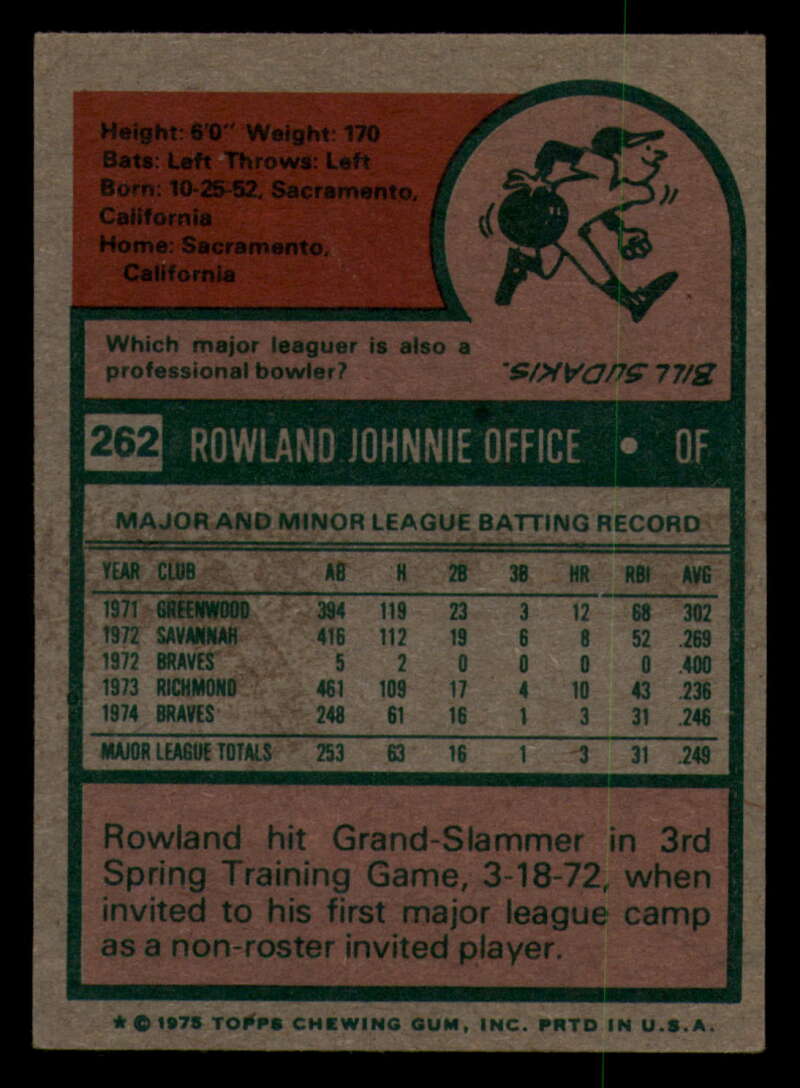 Height: 6'0" Weight: 170
Bats: Left Throws: Left
Born: 10-25-52, Sacramento,
California
Home: Sacramento,
California
Which major leaguer is also a
professional bowler?
BILL SUDAKIS.
262 ROWLAND JOHNNIE OFFICE • OF
MAJOR AND MINOR LEAGUE BATTING RECORD
YEAR CLUB AB H 2B 3B HR RBI AVG
1971 GREENWOOD 394 119 23 3 12 68 302
1972 SAVANNAH 416 112 19 6 8 52 .269
1972 BRAVES 5 2 0 0 0 0 .400
1973 RICHMOND 461 109 17 4 10 43 .236
1974 BRAVES 248 61 16 1 3 31 .246
MAJOR LEAGUE TOTALS 253 63 16 1 3 31 .249
Rowland hit Grand-Slammer in 3rd
Spring Training Game, 3-18-72, when
invited to his first major league camp
as a non-roster invited player.
★ © 1975 TOPPS CHEWING GUM, INC. PRTD IN U.S.A.